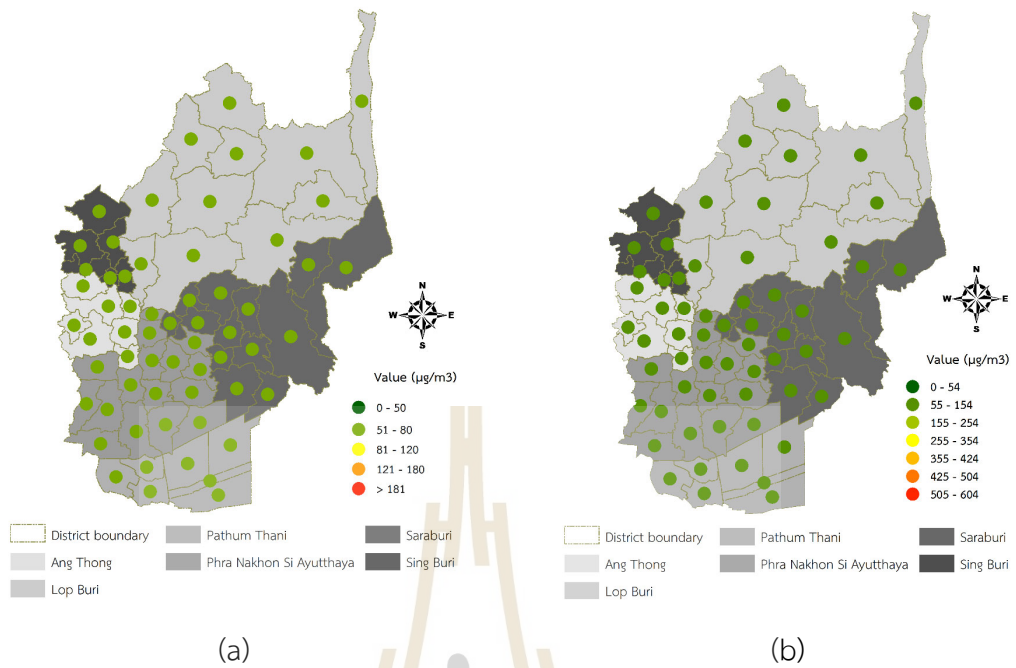 N
W E
S
Value (µg/m3)
0 - 50
51 - 80
81 - 120
121 - 180
> 181
District boundary
Pathum Thani
Saraburi
Ang Thong
Phra Nakhon Si Ayutthaya
Sing Buri
Lop Buri
(a)
N
W E
S
Value (µg/m3)
0 - 54
55 - 154
155 - 254
255 - 354
355 - 424
425 - 504
505 - 604
District boundary
Pathum Thani
Saraburi
Ang Thong
Phra Nakhon Si Ayutthaya
Sing Buri
Lop Buri
(b)